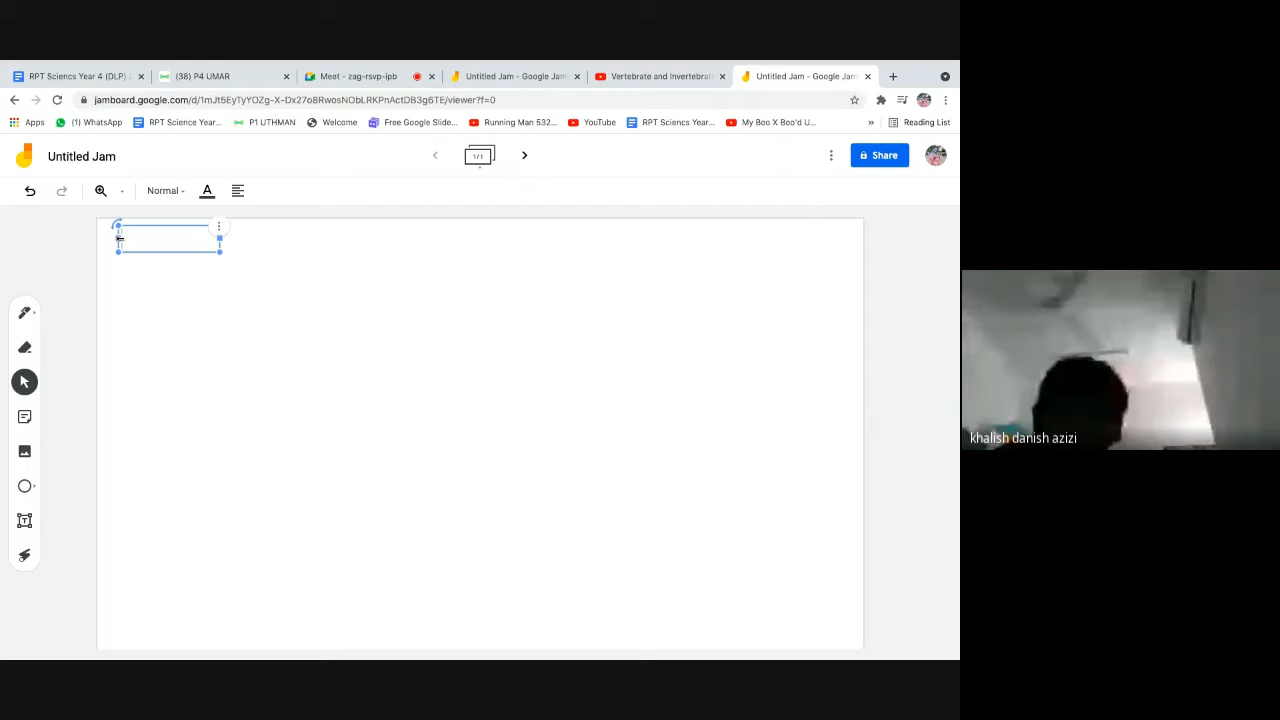 RPT Sciencs Year 4 (DLP) 2
(38) P4 UMAR
Meet - zag-rsvp-ipb
Untitled Jam - Google Jam
Vertebrate and Invertebrate
Untitled Jam - Google Jam
jamboard.google.com/d/1mJt5EyTyYOZg-X-Dx27o8RwosNObLRKPnActDB3g6TE/viewer?f=0
Apps
(1) WhatsApp
RPT Science Year...
P1 UTHMAN
Welcome
Free Google Slide...
Running Man 532...
YouTube
RPT Sciencs Year...
My Boo X Boo'd U...
»
Reading List
Untitled Jam
1/1
Share
Normal
A
T
khalish danish azizi